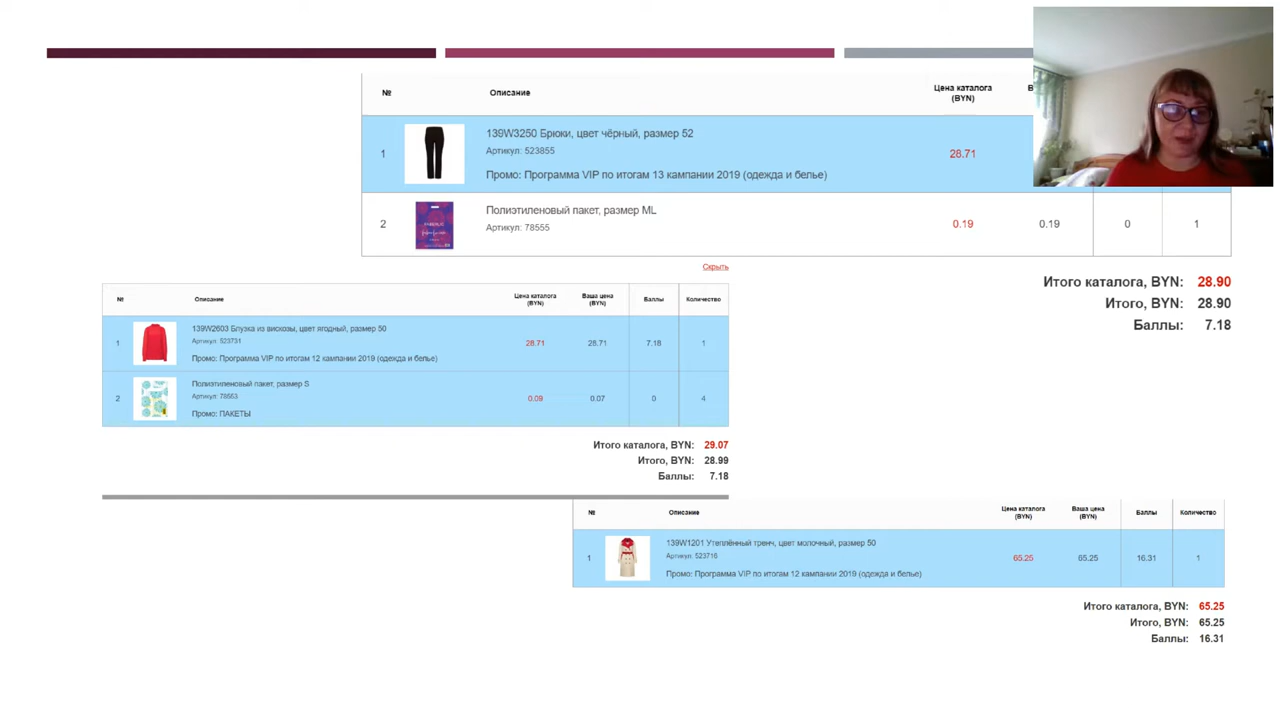 № Описание Цена каталога (BYN)
1 139W3250 Брюки, цвет чёрный, размер 52 28.71
Артикул: 523855
Промо: Программа VIP по итогам 13 кампании 2019 (одежда и белье)
2 Полиэтиленовый пакет, размер ML 0.19 0.19 0 1
Артикул: 78555
Итого каталога, BYN: 28.90
Итого, BYN: 28.90
Баллы: 7.18
Скрыть
№ Описание Цена каталога (BYN) Ваша цена (BYN) Баллы Количество
1 139W2603 Блузка из вискозы, цвет ягодный, размер 50 28.71 28.71 7.18 1
Артикул: 523731
Промо: Программа VIP по итогам 12 кампании 2019 (одежда и белье)
2 Полиэтиленовый пакет, размер S 0.09 0.07 0 4
Артикул: 78553
Промо: ПАКЕТЫ
Итого каталога, BYN: 29.07
Итого, BYN: 28.99
Баллы: 7.18
№ Описание Цена каталога (BYN) Ваша цена (BYN) Баллы Количество
1 139W1201 Утеплённый тренч, цвет молочный, размер 50 65.25 65.25 16.31 1
Артикул: 523716
Промо: Программа VIP по итогам 12 кампании 2019 (одежда и белье)
Итого каталога, BYN: 65.25
Итого, BYN: 65.25
Баллы: 16.31